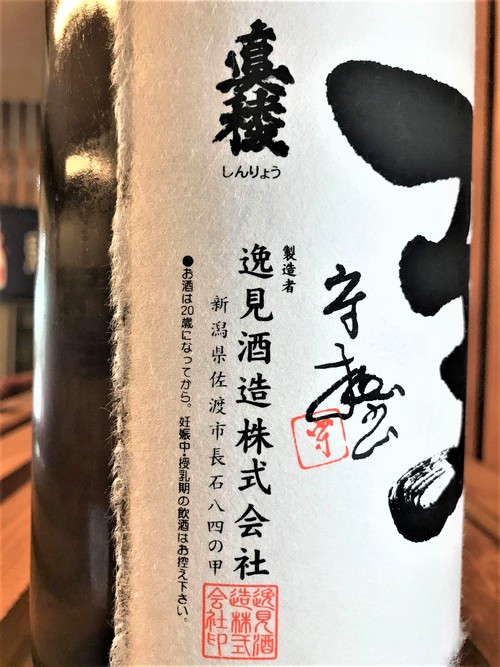 真稜
しんりょう
製造者
逸見酒造株式会社
新潟県佐渡市長石八四の甲
●お酒は20歳になってから。妊娠中・授乳期の飲酒はお控え下さい。
逸見酒
造株式
会社印